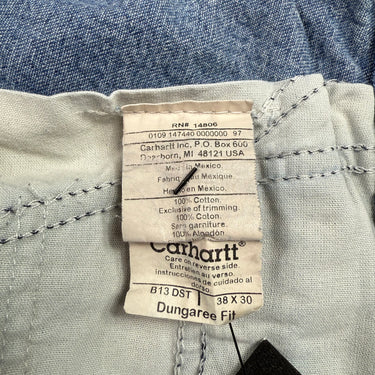 RN# 14806
0109 147440 0000000 97
Carhartt Inc, P.O. Box 600
Dearborn, MI 48121 USA
Made in Mexico.
Fabriqu au Mexique.
Hecho en Mexico.
100% Cotton.
Exclusive of trimming.
100% Coton.
Sans garniture.
100% Algodón
Carhartt
Care on reverse side.
Entretien au verso.
instrucciones de cuidado al
dorso.
B13 DST 38 X 30
Dungaree Fit